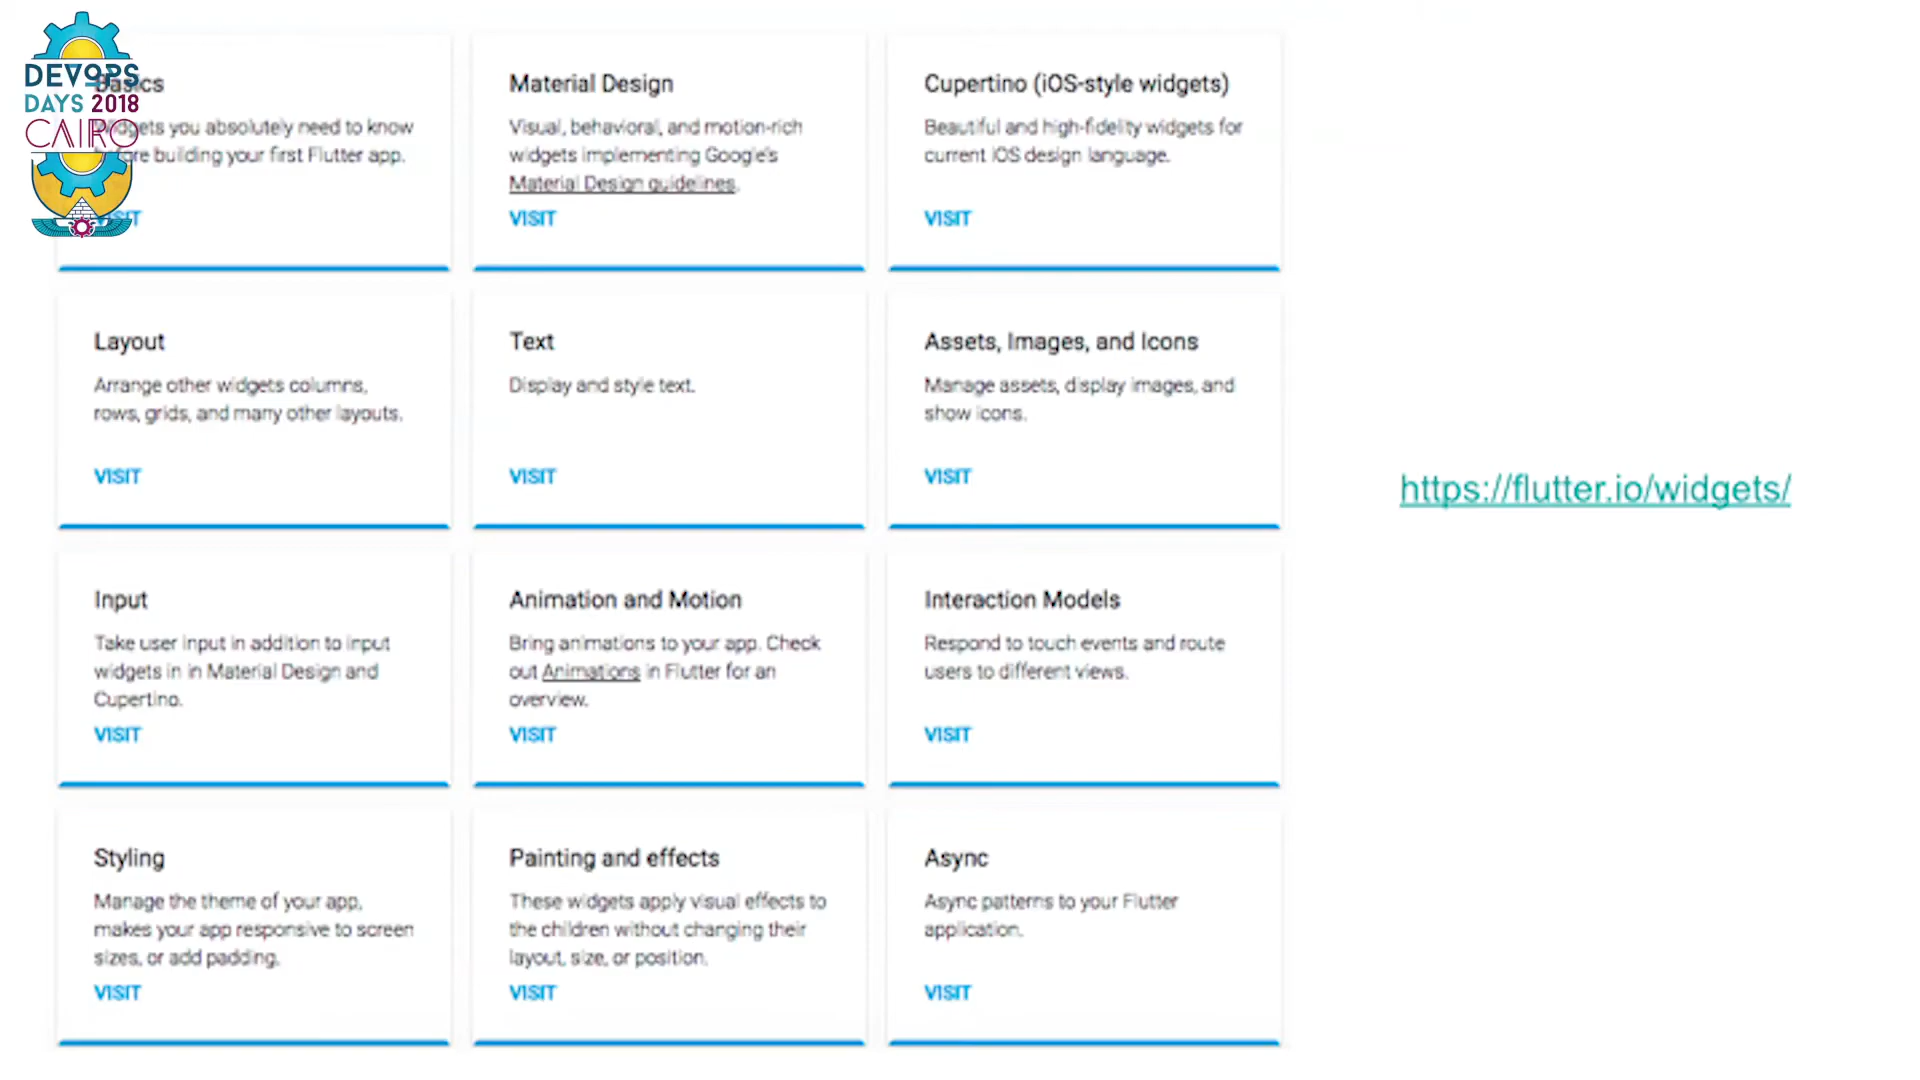 DEVOPS
DAYS 2018
CAIRO
Basics
Widgets you absolutely need to know
before building your first Flutter app.
VISIT
Material Design
Visual, behavioral, and motion-rich
widgets implementing Google's
Material Design guidelines.
VISIT
Cupertino (iOS-style widgets)
Beautiful and high-fidelity widgets for
current iOS design language.
VISIT
Layout
Arrange other widgets columns,
rows, grids, and many other layouts.
VISIT
Text
Display and style text.
VISIT
Assets, Images, and Icons
Manage assets, display images, and
show icons.
VISIT
https://flutter.io/widgets/
Input
Take user input in addition to input
widgets in in Material Design and
Cupertino.
VISIT
Animation and Motion
Bring animations to your app. Check
out Animations in Flutter for an
overview.
VISIT
Interaction Models
Respond to touch events and route
users to different views.
VISIT
Styling
Manage the theme of your app,
makes your app responsive to screen
sizes, or add padding.
VISIT
Painting and effects
These widgets apply visual effects to
the children without changing their
layout, size, or position.
VISIT
Async
Async patterns to your Flutter
application.
VISIT